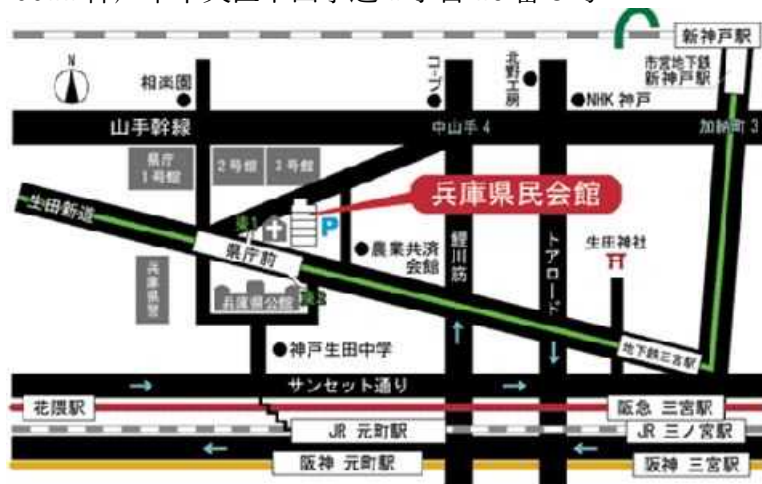 新神戸駅
市営地下鉄
新神戸駅
N
相楽園
コープ
北野工房
NHK 神戸
山手幹線
中山手 4
加納町 3
県庁
1号館
2号館
3号館
兵庫県民会館
生田新道
東1
P
県庁前
農業共済
会館
鯉川筋
トアロード
生田神社
兵庫県警
兵庫県公館
東2
地下鉄三宮駅
神戸生田中学
サンセット通り
花隈駅
阪急 三宮駅
JR 元町駅
JR 三ノ宮駅
阪神 元町駅
阪神 三宮駅